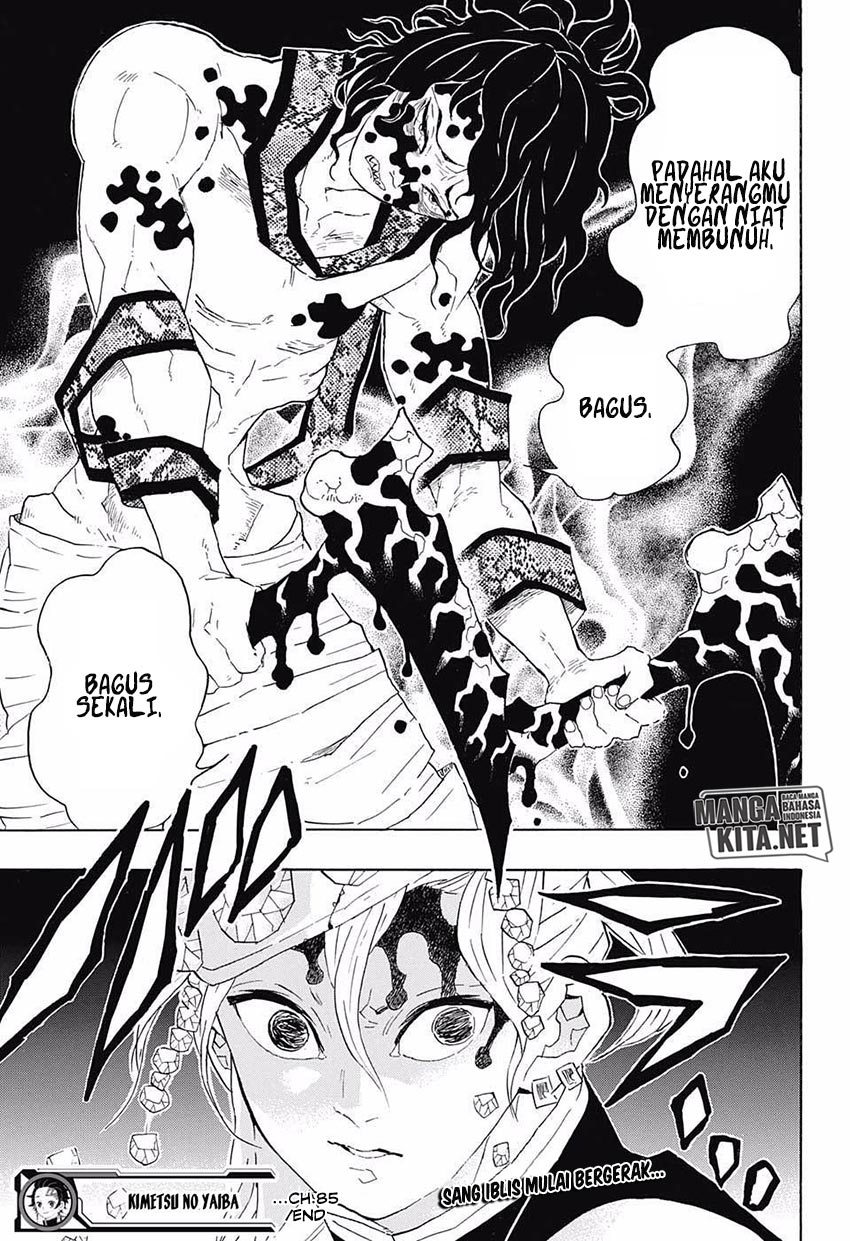 PADAHAL AKU
MENYERANGMU
DENGAN NIAT
MEMBUNUH.
BAGUS.
BAGUS
SEKALI.
MANGA
KITA.NET
BACA MANGA
BAHASA
INDONESIA
SANG IBLIS MULAI BERGERAK...
KIMETSU NO YAIBA
...CH.85
/END